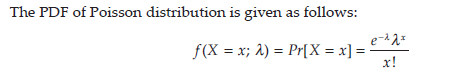 The PDF of Poisson distribution is given as follows:
f(X = x; λ) = Pr[X = x] = e^{-λ} λ^x / x!